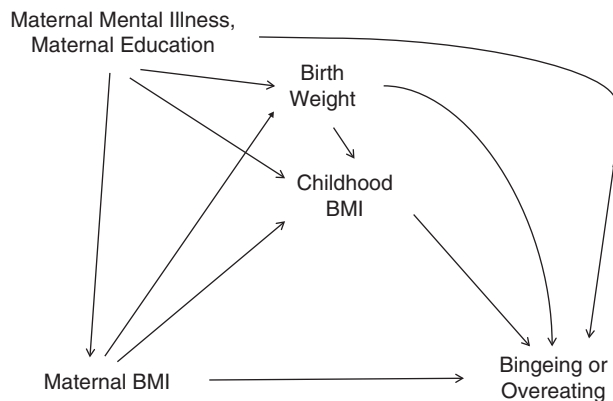 Maternal Mental Illness,
Maternal Education
Birth
Weight
Childhood
BMI
Maternal BMI
Bingeing or
Overeating